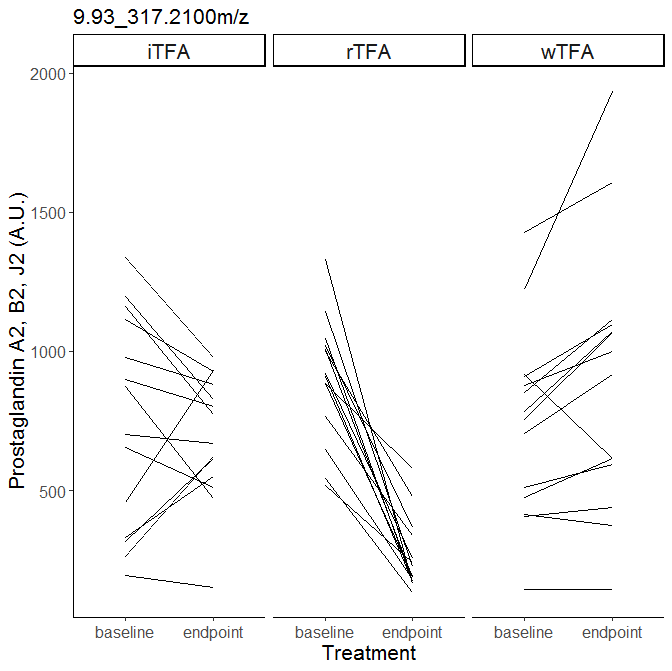 9.93_317.2100m/z
iTFA rTFA wTFA
Prostaglandin A2, B2, J2 (A.U.)
2000
1500
1000
500
baseline endpoint baseline endpoint baseline endpoint
Treatment